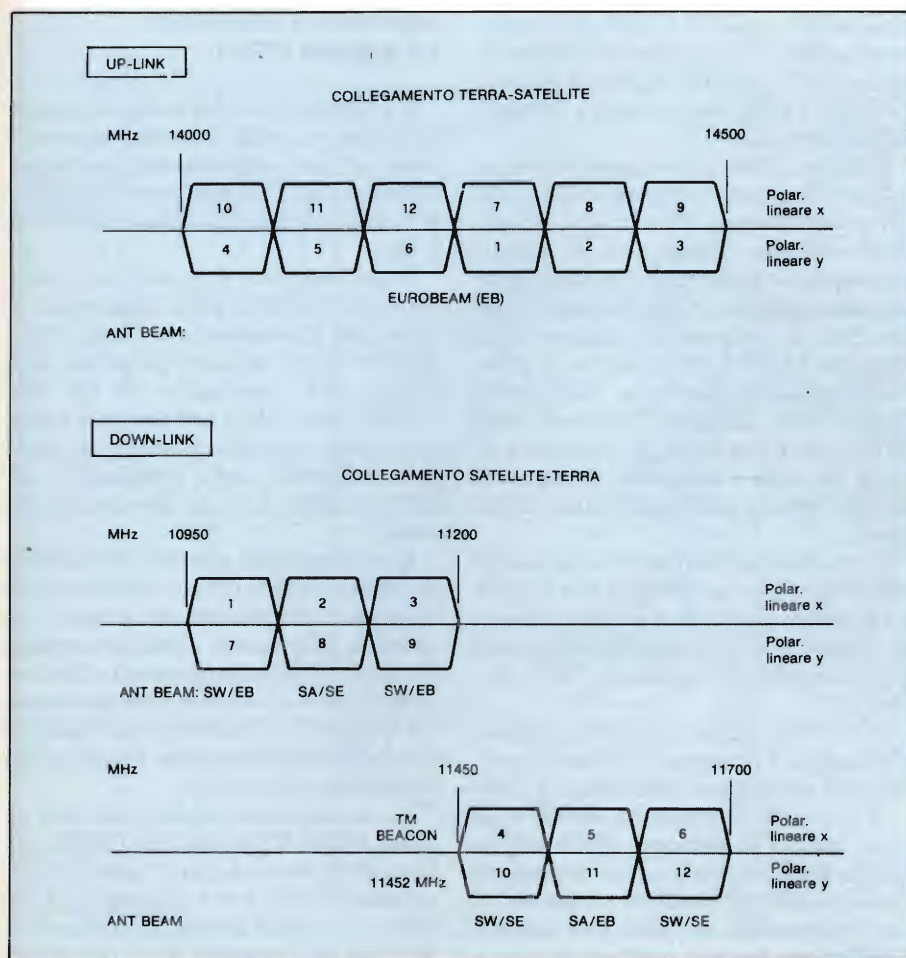 UP-LINK
COLLEGAMENTO TERRA-SATELLITE
MHz 14000 14500
10 11 12 7 8 9 Polar. lineare x
4 5 6 1 2 3 Polar. lineare y
EUROBEAM (EB)
ANT BEAM:
DOWN-LINK
COLLEGAMENTO SATELLITE-TERRA
MHz 10950 11200
1 2 3 Polar. lineare x
7 8 9 Polar. lineare y
ANT BEAM: SW/EB SA/SE SW/EB
MHz 11450 11700
TM BEACON 4 5 6 Polar. lineare x
11452 MHz 10 11 12 Polar. lineare y
ANT BEAM SW/SE SA/EB SW/SE